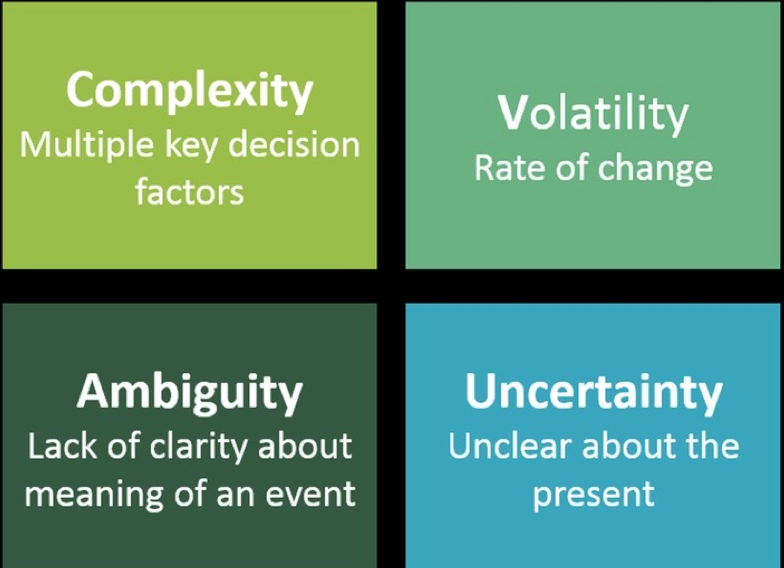 Complexity
Multiple key decision
factors
Volatility
Rate of change
Ambiguity
Lack of clarity about
meaning of an event
Uncertainty
Unclear about the
present